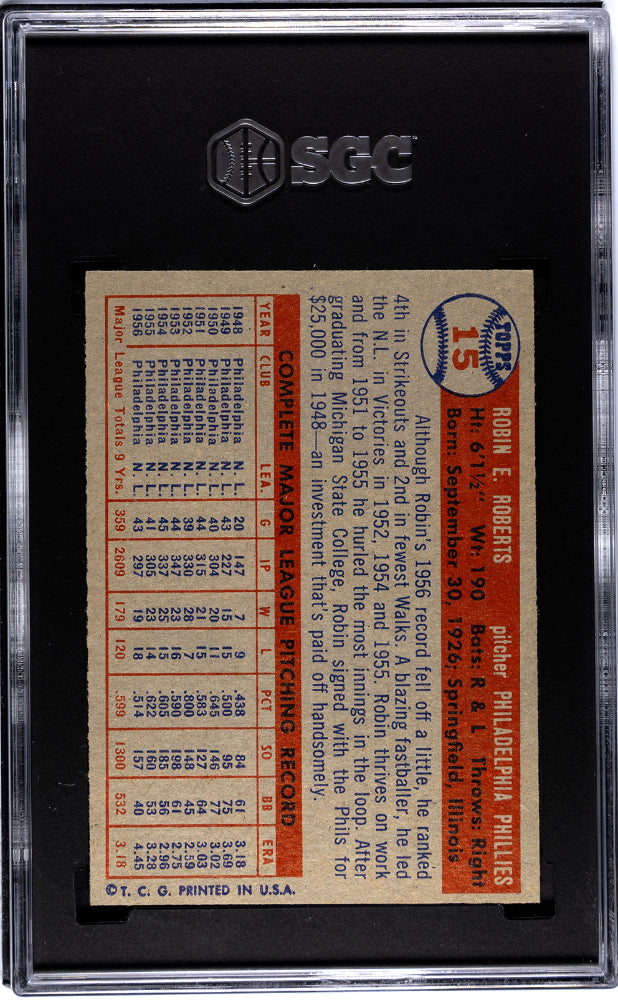 SGC
TOPPS
15
ROBIN E. ROBERTS pitcher PHILADELPHIA PHILLIES
Ht: 6'1½" Wt: 190 Bats: R & L Throws: Right
Born: September 30, 1926; Springfield, Illinois
Although Robin's 1956 record fell off a little, he ranked
4th in Strikeouts and 2nd in fewest Walks. A blazing fastballer, he led
the N.L. in Victories in 1952, 1954 and 1955. Robin thrives on work
and from 1951 to 1955 he hurled the most innings in the loop. After
graduating Michigan State College, Robin signed with the Phils for
$25,000 in 1948—an investment that's paid off handsomely.
COMPLETE MAJOR LEAGUE PITCHING RECORD
YEAR CLUB LEA. G IP W L PCT SO BB ERA
1948 Philadelphia N. L. 20 147 7 9 .438 84 61 3.18
1949 Philadelphia N. L. 43 227 15 15 .500 95 75 3.69
1950 Philadelphia N. L. 40 304 20 11 .645 146 77 3.02
1951 Philadelphia N. L. 44 315 21 15 .583 127 64 3.03
1952 Philadelphia N. L. 39 330 28 7 .800 148 45 2.59
1953 Philadelphia N. L. 44 347 23 16 .590 198 61 2.75
1954 Philadelphia N. L. 45 337 23 15 .605 185 56 2.96
1955 Philadelphia N. L. 41 305 23 14 .622 160 53 3.28
1956 Philadelphia N. L. 43 297 19 18 .514 157 40 4.45
Major League Totals 9 Yrs. 359 2609 179 120 .599 1300 532 3.18
©T. C. G. PRINTED IN U.S.A.